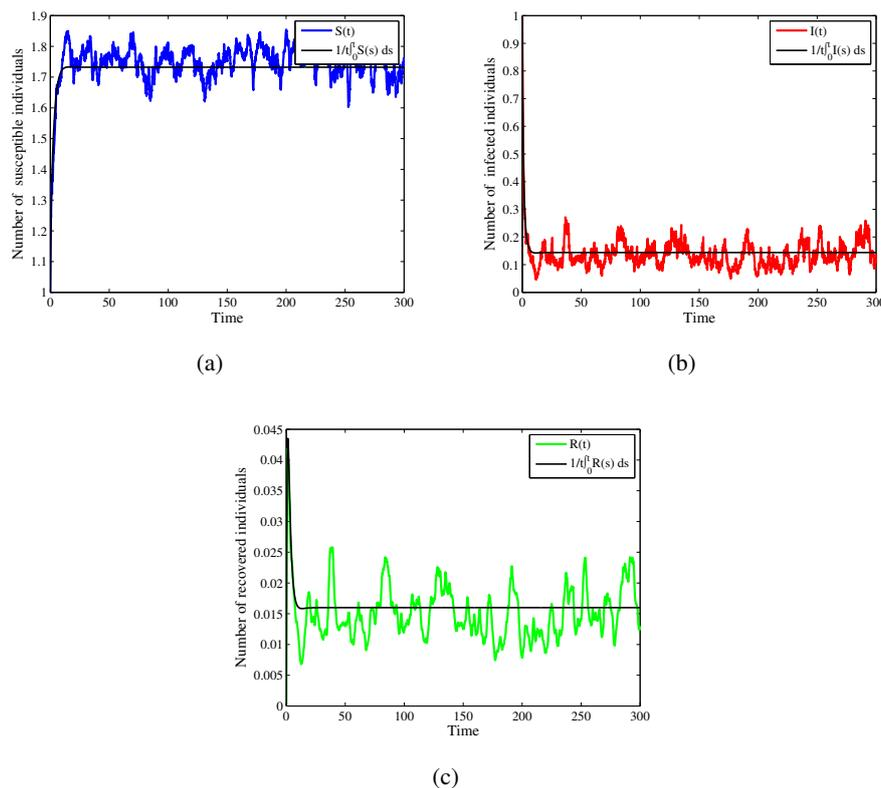 1.9
1.8
1.7
1.6
1.5
1.4
1.3
1.2
1.1
1
Number of susceptible individuals
S(t)
1/t∫₀ᵗS(s) ds
0 50 100 150 200 250 300
Time
(a)
1
0.9
0.8
0.7
0.6
0.5
0.4
0.3
0.2
0.1
0
Number of infected individuals
I(t)
1/t∫₀ᵗI(s) ds
0 50 100 150 200 250 300
Time
(b)
0.045
0.04
0.035
0.03
0.025
0.02
0.015
0.01
0.005
0
Number of recovered individuals
R(t)
1/t∫₀ᵗR(s) ds
0 50 100 150 200 250 300
Time
(c)